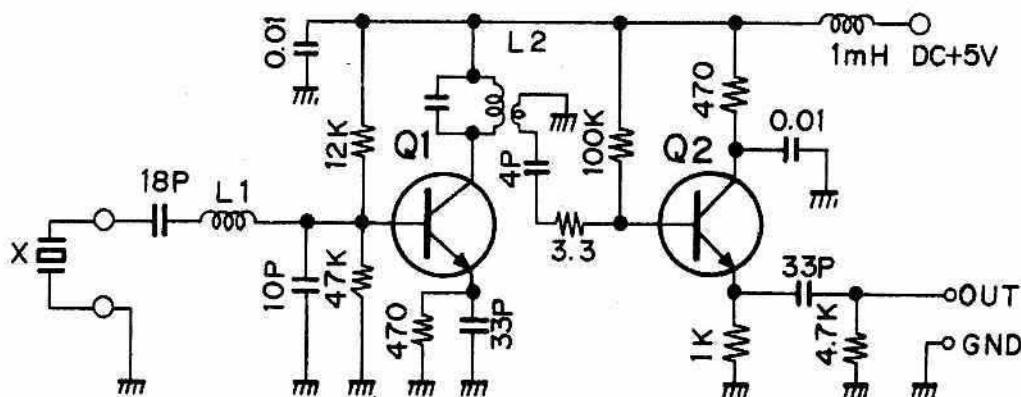 0.01
L2
1mH
DC+5V
470
12K
Q1
4P
100K
Q2
0.01
18P
L1
X
3.3
10P
47K
470
33P
33P
OUT
1K
4.7K
GND